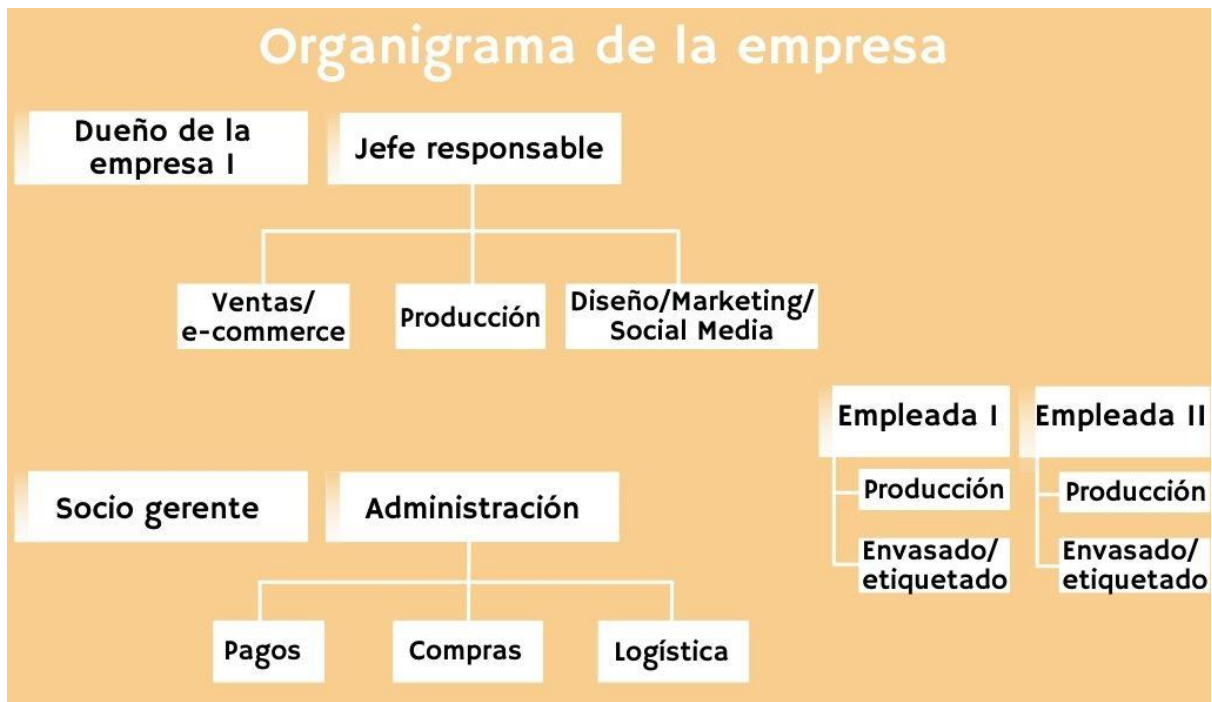 Organigrama de la empresa
Dueño de la
empresa I
Jefe responsable
Ventas/
e-commerce
Producción
Diseño/Marketing/
Social Media
Empleada I
Producción
Envasado/
etiquetado
Empleada II
Producción
Envasado/
etiquetado
Socio gerente
Administración
Pagos
Compras
Logística